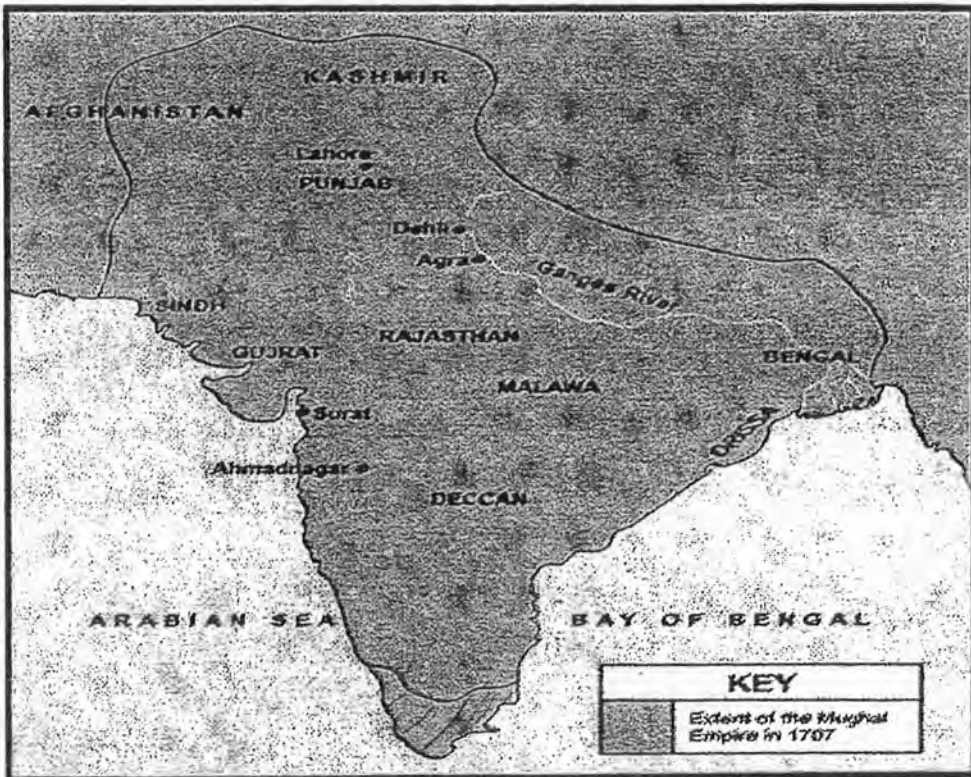 KASHMIR
AFGHANISTAN
Lahore
PUNJAB
Dehli
Agra
Ganges River
SINDH
RAJASTHAN
GUJRAT
BENGAL
MALAWA
Surat
ORISSA
Ahmadnagar
DECCAN
ARABIAN SEA
BAY OF BENGAL
KEY
Extent of the Mughal
Empire in 1707